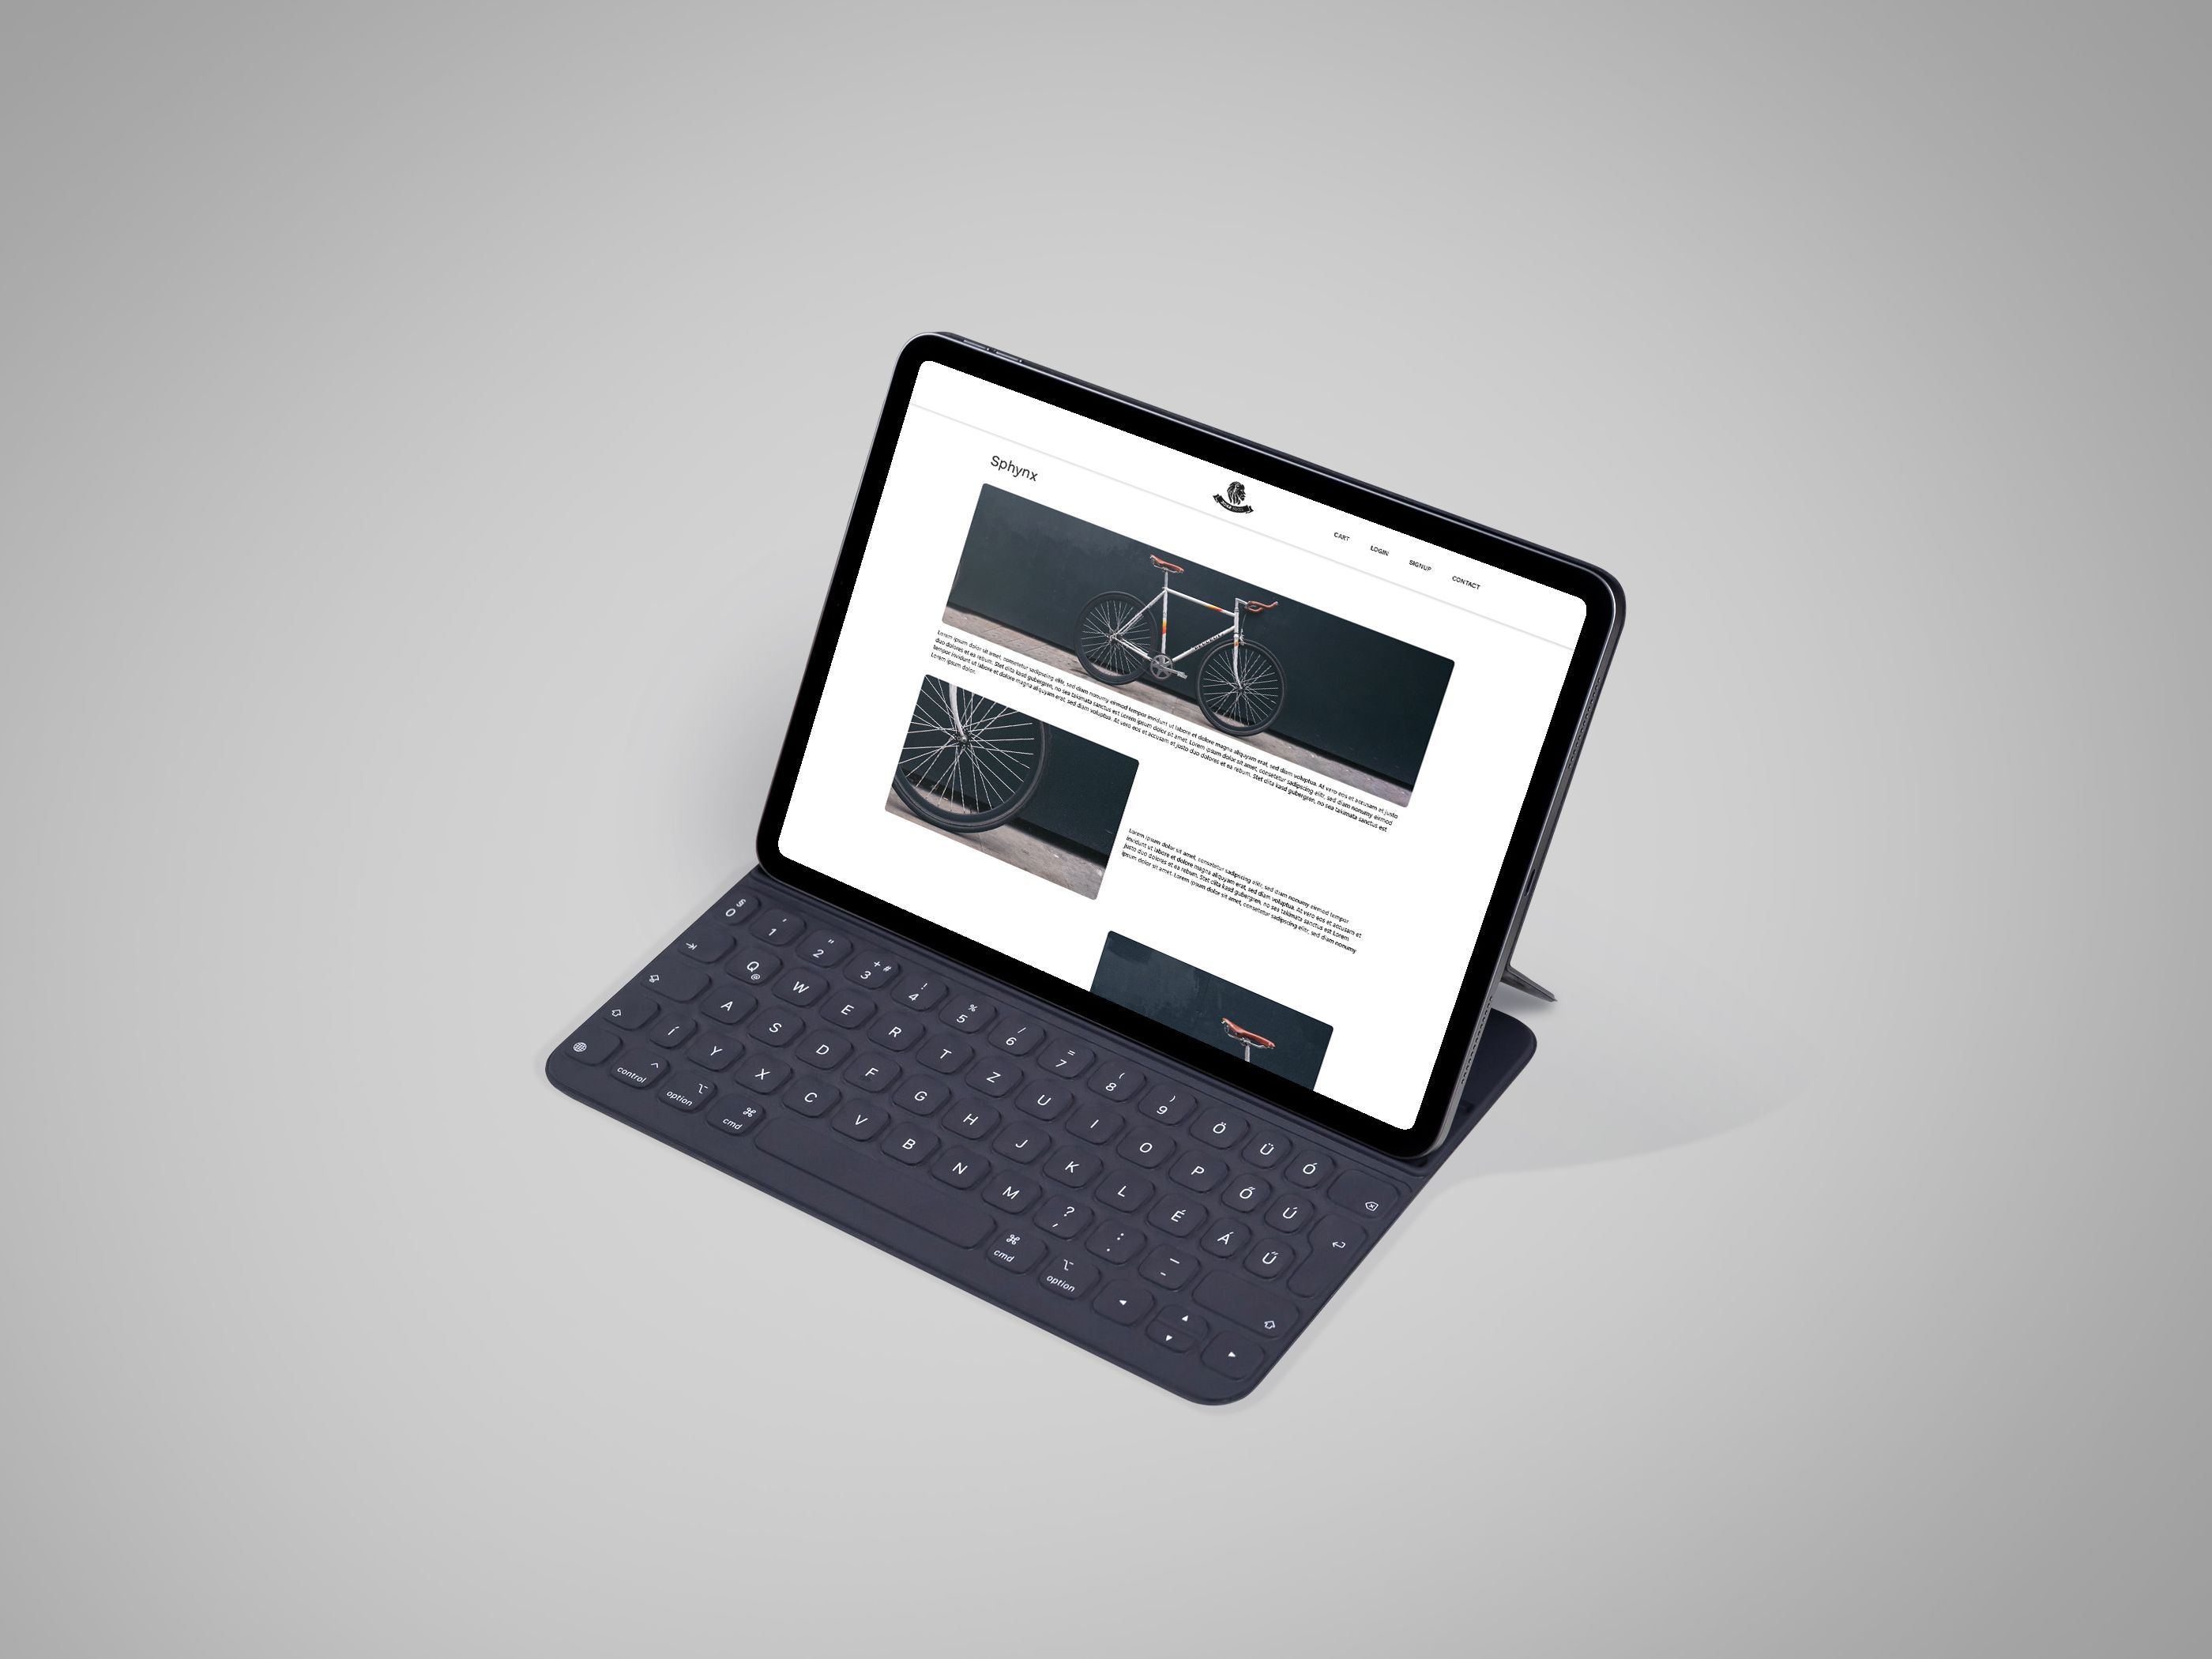 Sphynx
CART LOGIN SIGNUP CONTACT
Lorem ipsum dolor sit amet, consetetur sadipscing elitr, sed diam nonumy eirmod tempor invidunt ut labore et dolore magna aliquyam erat, sed diam voluptua. At vero eos et accusam et justo
duo dolores et ea rebum. Stet clita kasd gubergren, no sea takimata sanctus est Lorem ipsum dolor sit amet. Lorem ipsum dolor sit amet, consetetur sadipscing elitr, sed diam nonumy eirmod
tempor invidunt ut labore et dolore magna aliquyam erat, sed diam voluptua. At vero eos et accusam et justo duo dolores et ea rebum. Stet clita kasd gubergren, no sea takimata sanctus est
Lorem ipsum dolor.
Lorem ipsum dolor sit amet, consetetur sadipscing elitr, sed diam nonumy eirmod tempor
invidunt ut labore et dolore magna aliquyam erat, sed diam voluptua. At vero eos et accusam et
justo duo dolores et ea rebum. Stet clita kasd gubergren, no sea takimata sanctus est Lorem
ipsum dolor sit amet. Lorem ipsum dolor sit amet, consetetur sadipscing elitr, sed diam nonumy
§ ' " + # ! % / = ( )
0 1 2 3 4 5 6 7 8 9 Ö Ü Ó
Q @ W E R T Z U I O P Ő Ú
A S D F G H J K L É Á Ű
Í Y X C V B N M ? , : . _ -
control ^ option cmd ⌘ cmd ⌘ option